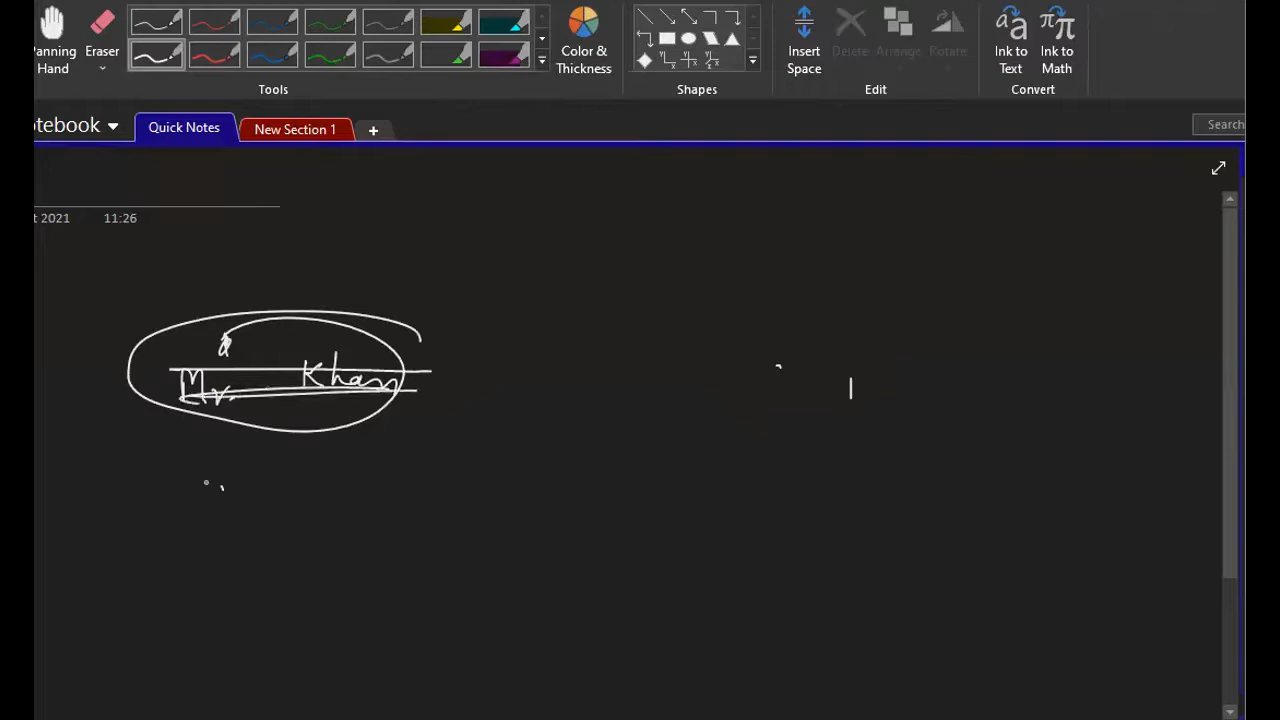 Panning Hand
Eraser
Color & Thickness
Insert Space
Delete
Arrange
Rotate
Ink to Text
Ink to Math
Tools
Shapes
Edit
Convert
tebook
Quick Notes
New Section 1
+
Search
t 2021 11:26
Mr. Khan